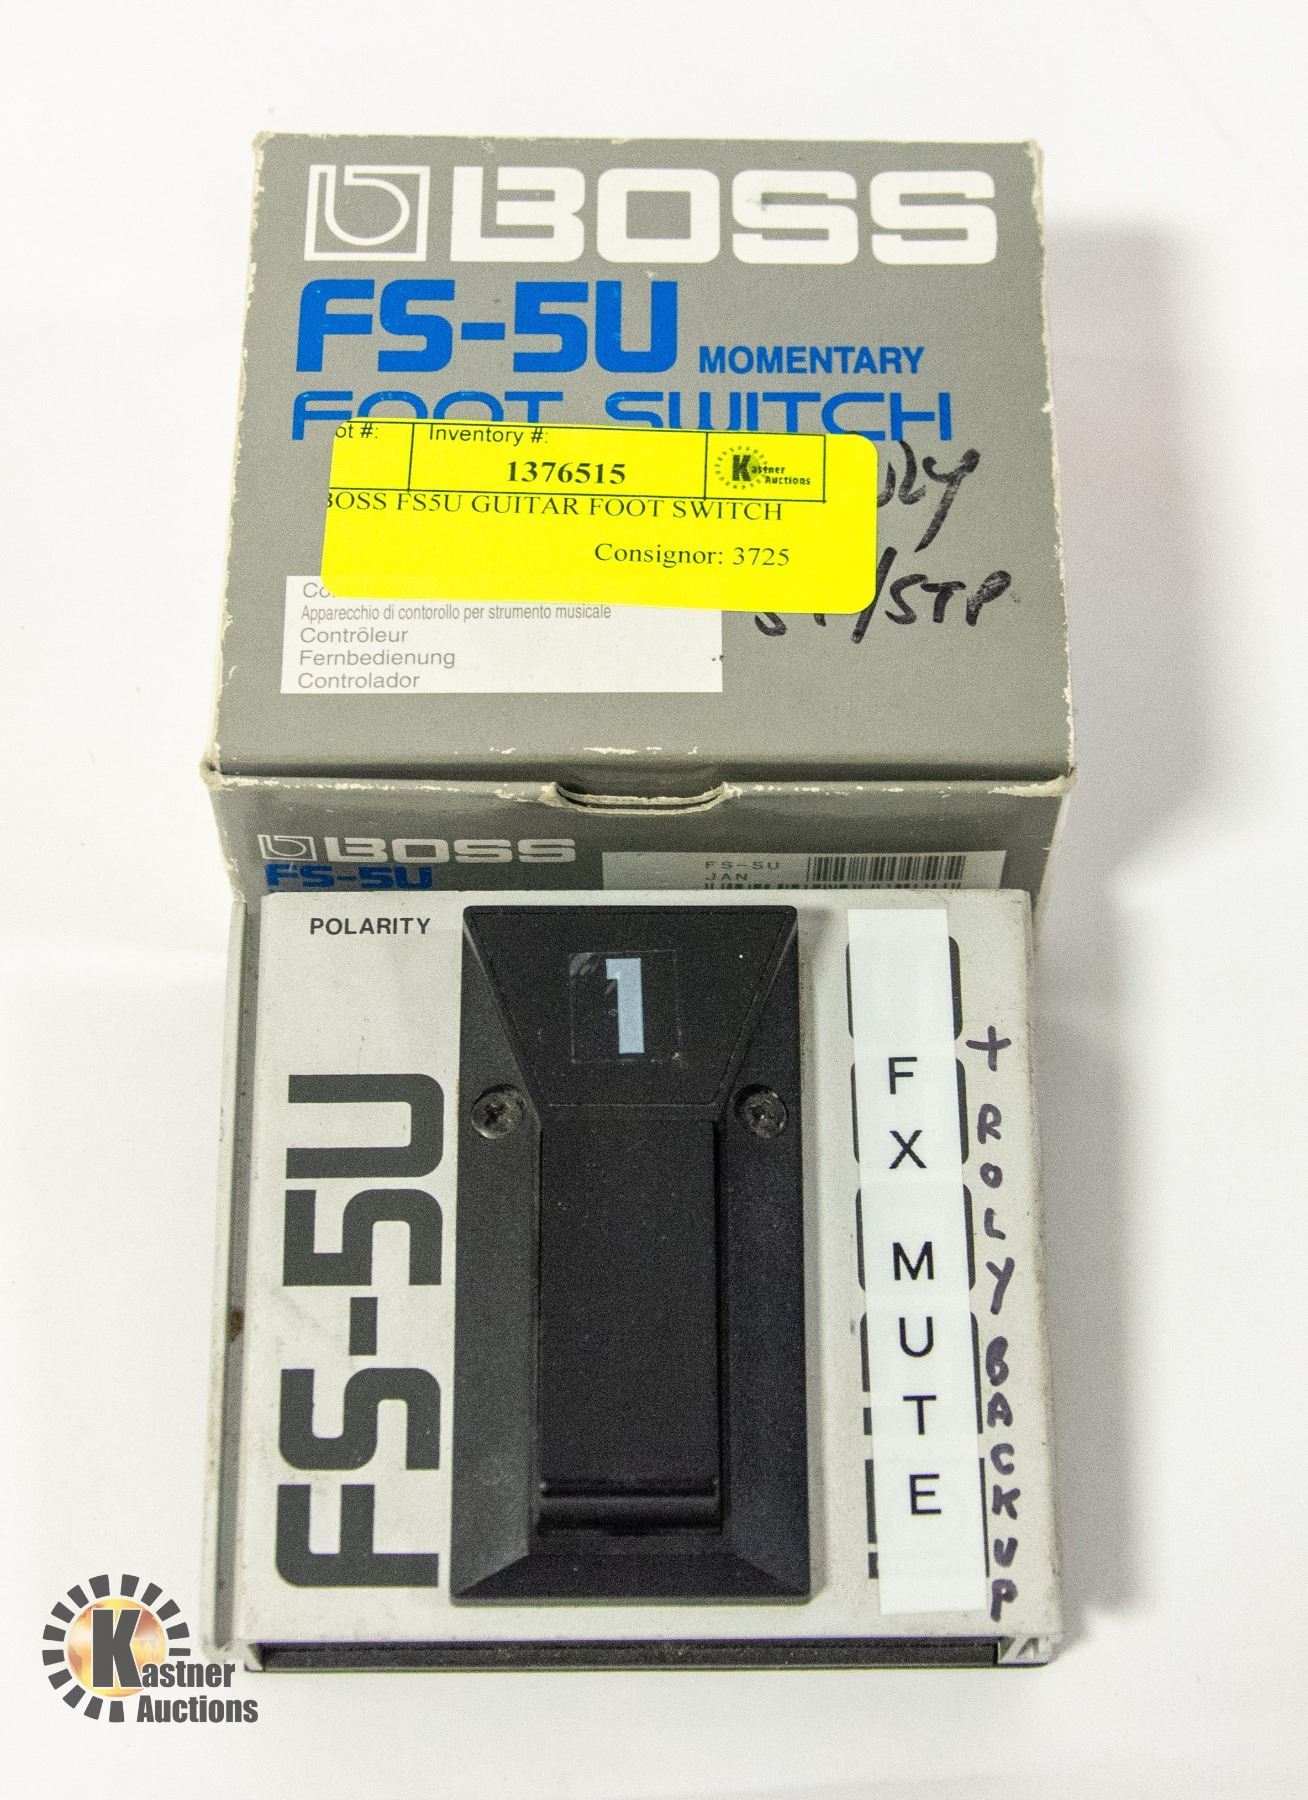 BOSS
FS-5U MOMENTARY
FOOT SWITCH
ot #: Inventory #:
1376515
Kastner Auctions
BOSS FS5U GUITAR FOOT SWITCH
Consignor: 3725
/STP
Apparecchio di contorollo per strumento musicale
Contrôleur
Fernbedienung
Controlador
BOSS
FS-5U
FS-5U
JAN
POLARITY
1
FS-5U
FX MUTE
+ ROLY BACKUP
Kastner
Auctions